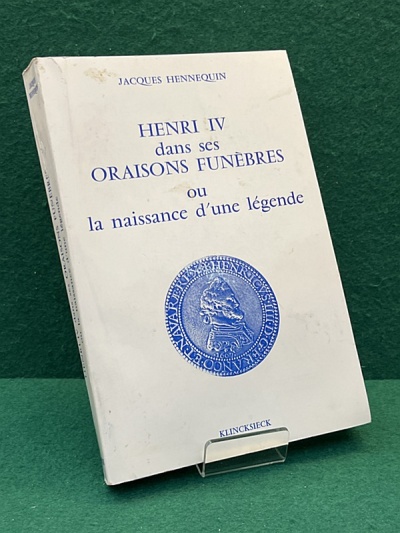 JACQUES HENNEQUIN
HENRI IV
dans ses
ORAISONS FUNÈBRES
ou
la naissance d'une légende
KLINCKSIECK